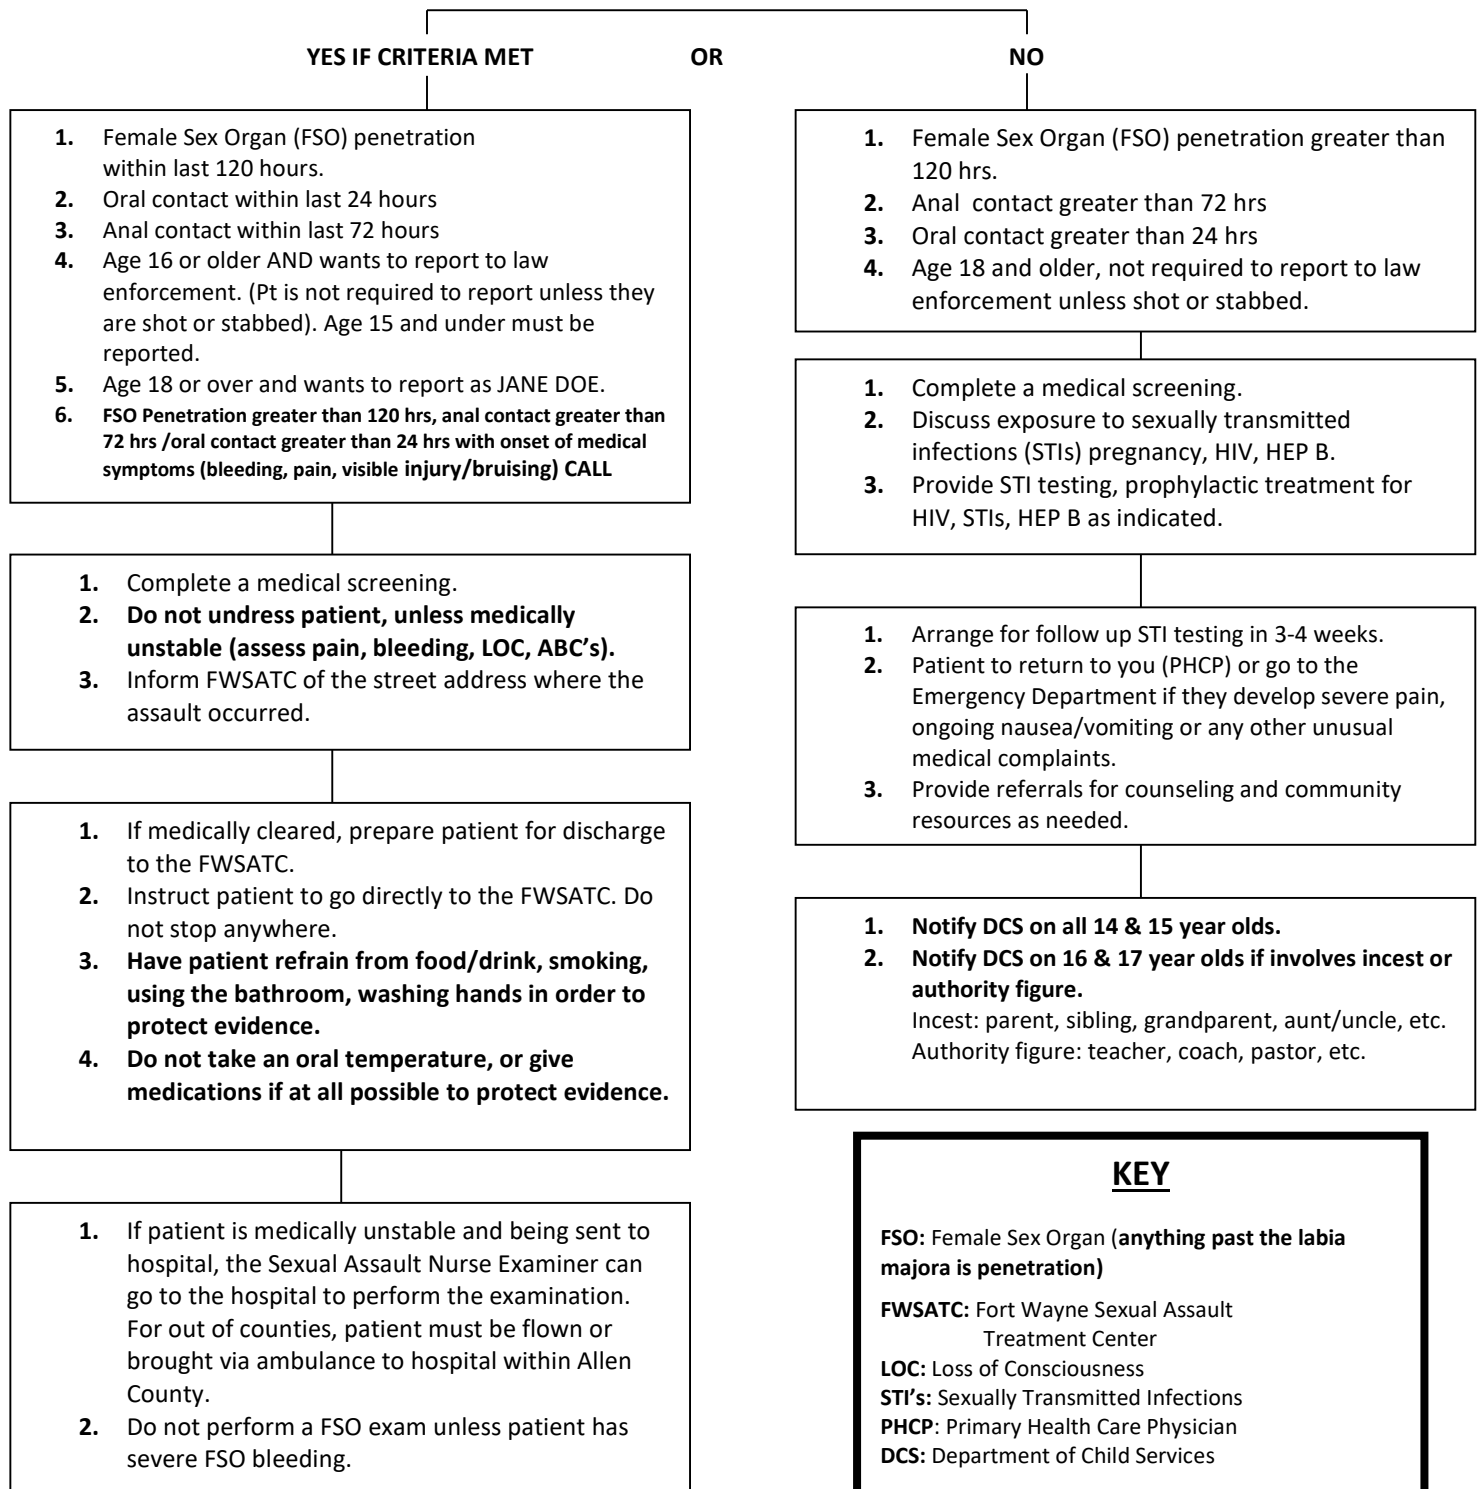 YES IF CRITERIA MET OR NO
1. Female Sex Organ (FSO) penetration
within last 120 hours.
2. Oral contact within last 24 hours
3. Anal contact within last 72 hours
4. Age 16 or older AND wants to report to law
enforcement. (Pt is not required to report unless they
are shot or stabbed). Age 15 and under must be
reported.
5. Age 18 or over and wants to report as JANE DOE.
6. FSO Penetration greater than 120 hrs, anal contact greater than
72 hrs /oral contact greater than 24 hrs with onset of medical
symptoms (bleeding, pain, visible injury/bruising) CALL
1. Complete a medical screening.
2. Do not undress patient, unless medically
unstable (assess pain, bleeding, LOC, ABC’s).
3. Inform FWSATC of the street address where the
assault occurred.
1. If medically cleared, prepare patient for discharge
to the FWSATC.
2. Instruct patient to go directly to the FWSATC. Do
not stop anywhere.
3. Have patient refrain from food/drink, smoking,
using the bathroom, washing hands in order to
protect evidence.
4. Do not take an oral temperature, or give
medications if at all possible to protect evidence.
1. If patient is medically unstable and being sent to
hospital, the Sexual Assault Nurse Examiner can
go to the hospital to perform the examination.
For out of counties, patient must be flown or
brought via ambulance to hospital within Allen
County.
2. Do not perform a FSO exam unless patient has
severe FSO bleeding.
1. Female Sex Organ (FSO) penetration greater than
120 hrs.
2. Anal contact greater than 72 hrs
3. Oral contact greater than 24 hrs
4. Age 18 and older, not required to report to law
enforcement unless shot or stabbed.
1. Complete a medical screening.
2. Discuss exposure to sexually transmitted
infections (STIs) pregnancy, HIV, HEP B.
3. Provide STI testing, prophylactic treatment for
HIV, STIs, HEP B as indicated.
1. Arrange for follow up STI testing in 3-4 weeks.
2. Patient to return to you (PHCP) or go to the
Emergency Department if they develop severe pain,
ongoing nausea/vomiting or any other unusual
medical complaints.
3. Provide referrals for counseling and community
resources as needed.
1. Notify DCS on all 14 & 15 year olds.
2. Notify DCS on 16 & 17 year olds if involves incest or
authority figure.
Incest: parent, sibling, grandparent, aunt/uncle, etc.
Authority figure: teacher, coach, pastor, etc.
KEY
FSO: Female Sex Organ (anything past the labia
majora is penetration)
FWSATC: Fort Wayne Sexual Assault
Treatment Center
LOC: Loss of Consciousness
STI’s: Sexually Transmitted Infections
PHCP: Primary Health Care Physician
DCS: Department of Child Services